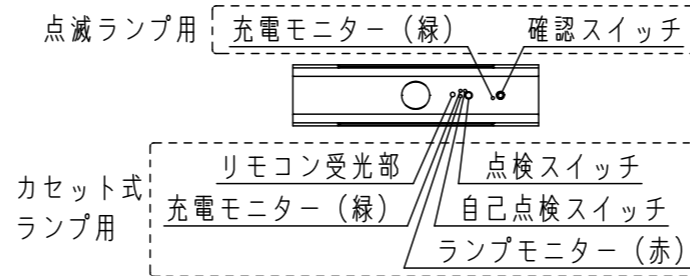 点滅ランプ用
充電モニター（緑）
確認スイッチ
カセット式
ランプ用
リモコン受光部
点検スイッチ
充電モニター（緑）
自己点検スイッチ
ランプモニター（赤）